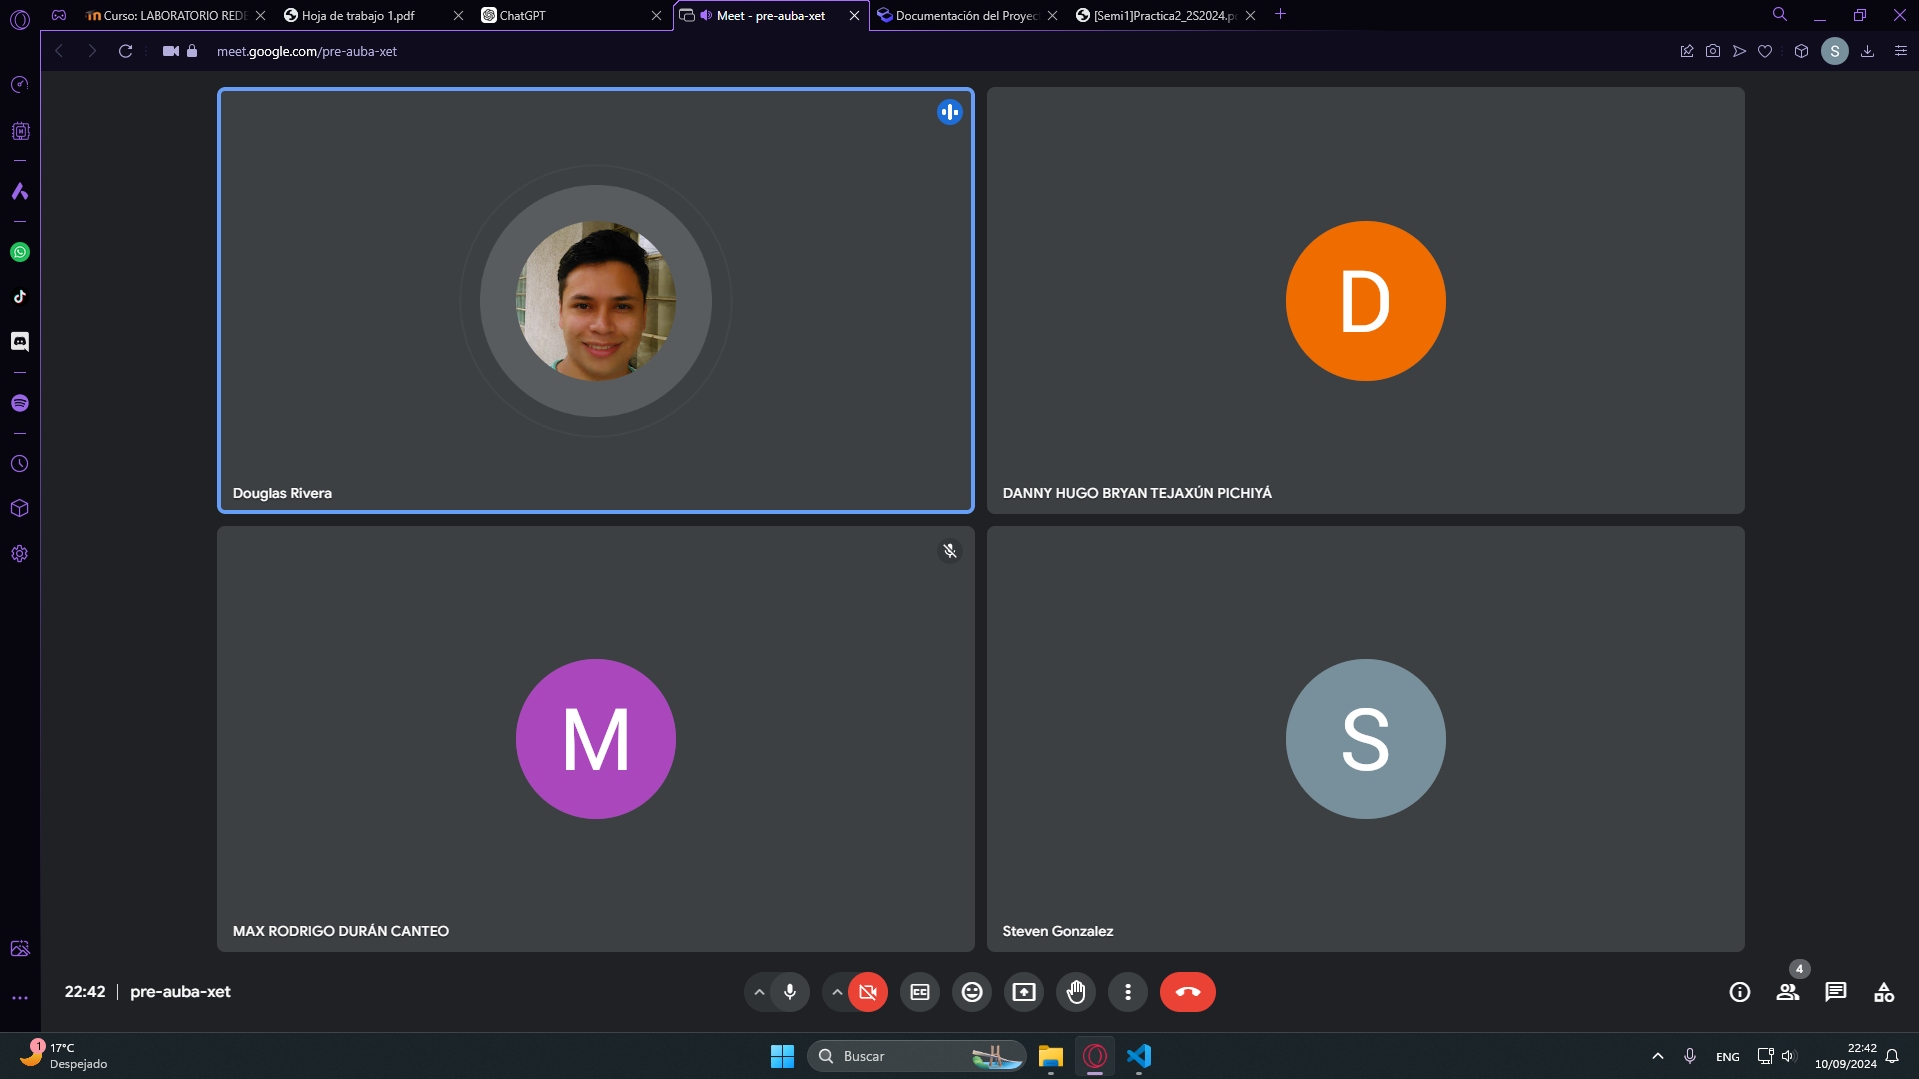 Curso: LABORATORIO REDE
Hoja de trabajo 1.pdf
ChatGPT
Meet - pre-auba-xet
Documentación del Proyec
[Semi1]Practica2_2S2024.p
meet.google.com/pre-auba-xet
S
D
Douglas Rivera
DANNY HUGO BRYAN TEJAXÚN PICHIYÁ
M
S
MAX RODRIGO DURÁN CANTEO
Steven Gonzalez
22:42
pre-auba-xet
CC
4
1
17°C
Despejado
Buscar
ENG
22:42
10/09/2024